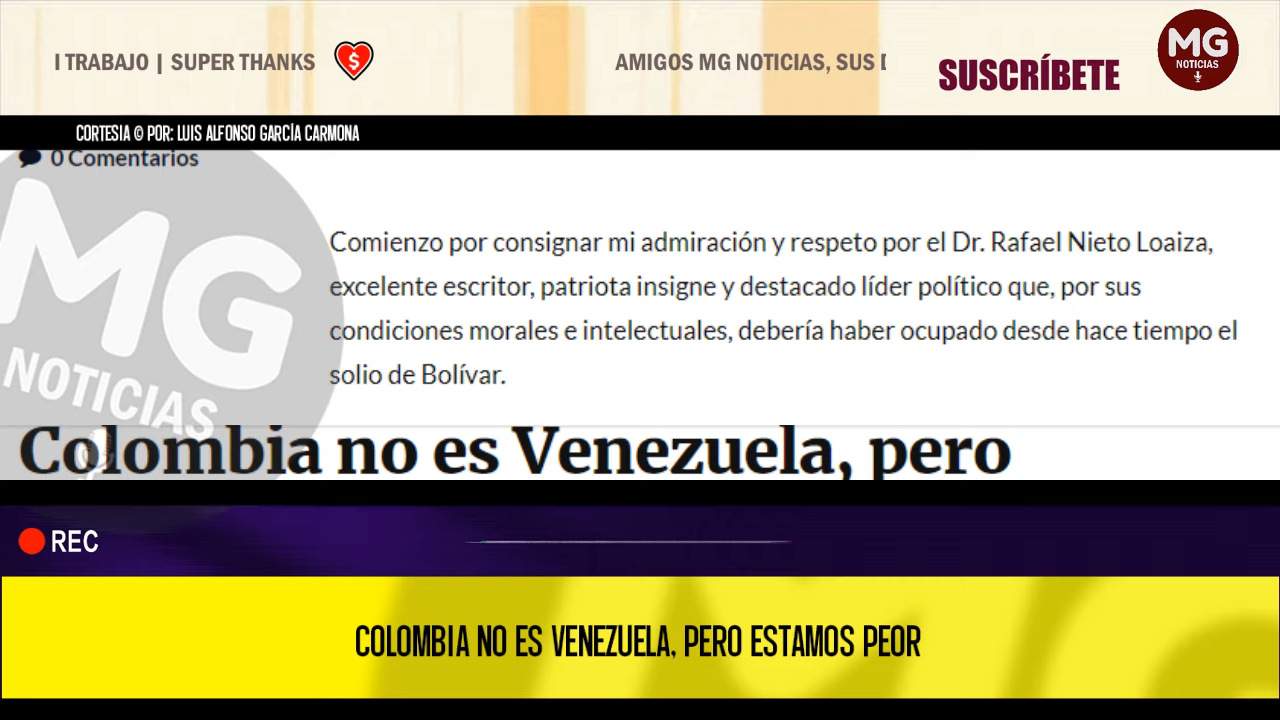 I TRABAJO | SUPER THANKS
AMIGOS MG NOTICIAS, SUS
SUSCRÍBETE
MG
NOTICIAS
CORTESIA © POR: LUIS ALFONSO GARCÍA CARMONA
0 Comentarios
MG
NOTICIAS
Comienzo por consignar mi admiración y respeto por el Dr. Rafael Nieto Loaiza,
excelente escritor, patriota insigne y destacado líder político que, por sus
condiciones morales e intelectuales, debería haber ocupado desde hace tiempo el
solio de Bolívar.
Colombia no es Venezuela, pero
REC
COLOMBIA NO ES VENEZUELA, PERO ESTAMOS PEOR